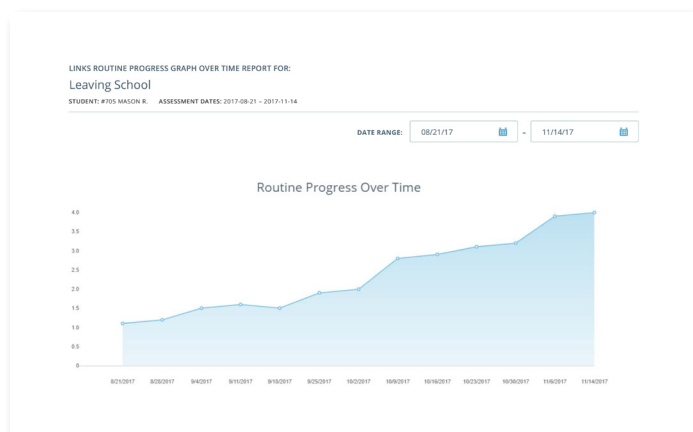 LINKS ROUTINE PROGRESS GRAPH OVER TIME REPORT FOR:
Leaving School
STUDENT: #705 MASON R. ASSESSMENT DATES: 2017-08-21 – 2017-11-14
DATE RANGE: 08/21/17 - 11/14/17
Routine Progress Over Time
4.0
3.5
3.0
2.5
2.0
1.5
1.0
0.5
0
8/21/2017 8/28/2017 9/4/2017 9/11/2017 9/18/2017 9/25/2017 10/2/2017 10/9/2017 10/16/2017 10/23/2017 10/30/2017 11/6/2017 11/14/2017